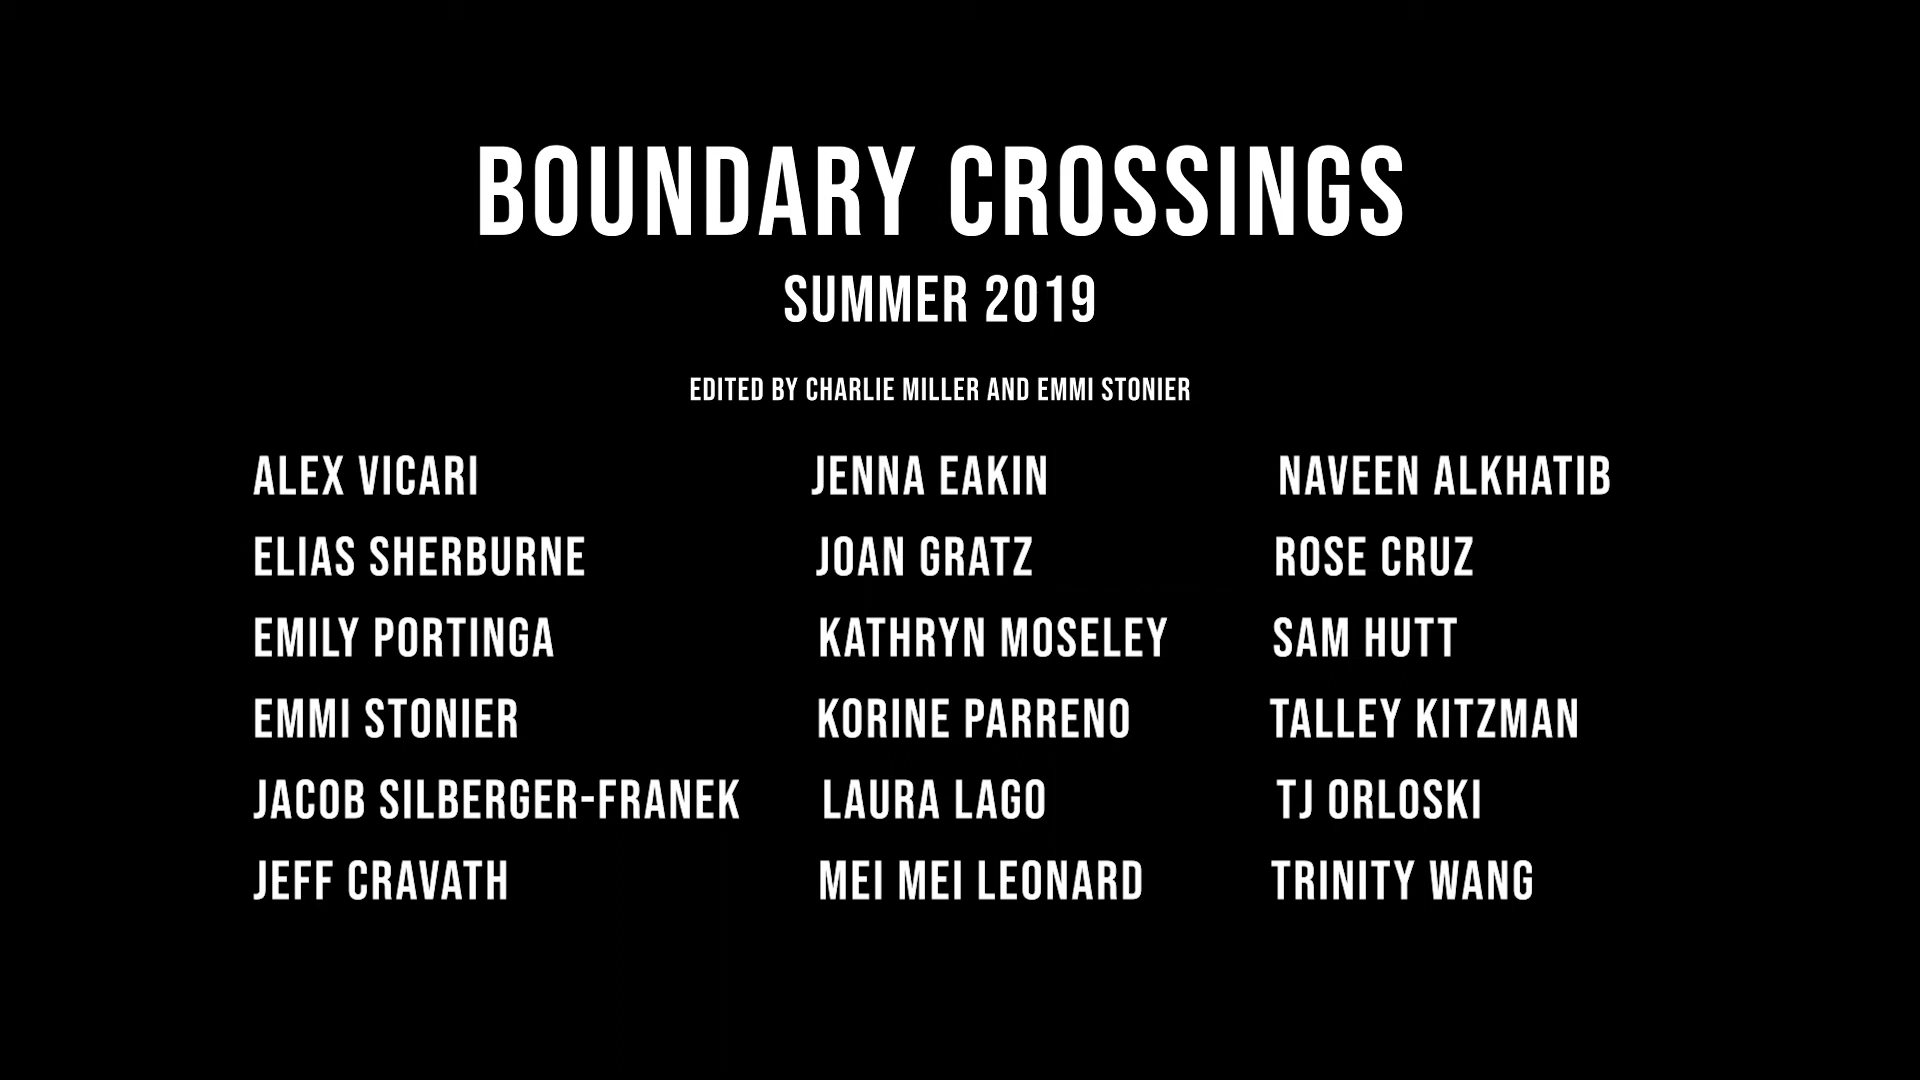 BOUNDARY CROSSINGS
SUMMER 2019
EDITED BY CHARLIE MILLER AND EMMI STONIER
ALEX VICARI JENNA EAKIN NAVEEN ALKHATIB
ELIAS SHERBURNE JOAN GRATZ ROSE CRUZ
EMILY PORTINGA KATHRYN MOSELEY SAM HUTT
EMMI STONIER KORINE PARRENO TALLEY KITZMAN
JACOB SILBERGER-FRANEK LAURA LAGO TJ ORLOSKI
JEFF CRAVATH MEI MEI LEONARD TRINITY WANG